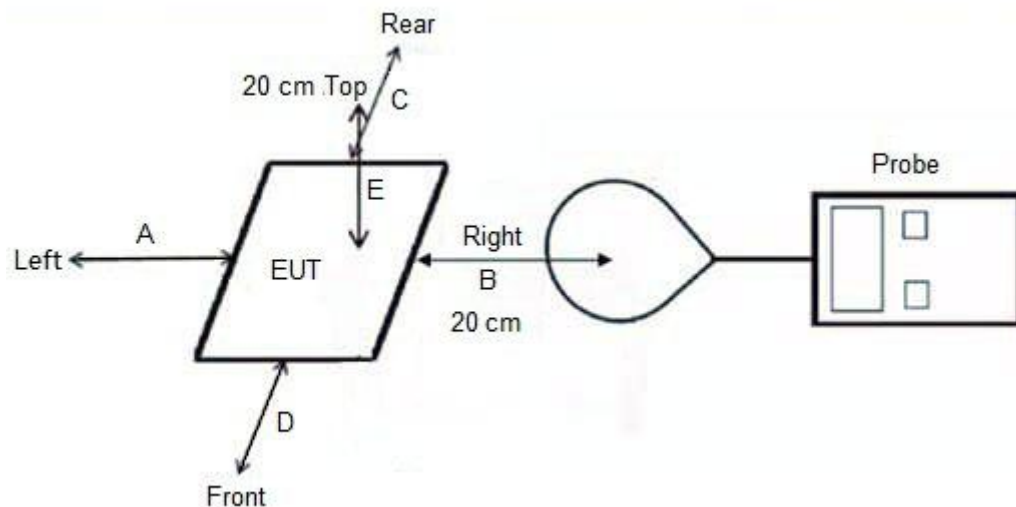 Rear
20 cm Top
C
Probe
E
A
Right
Left
EUT
B
20 cm
D
Front